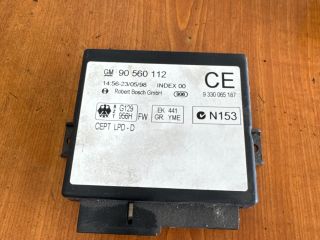 GM 90 560 112
14:56-23/05/98 INDEX 00
Robert Bosch GmbH
CE
9 330 065 187
G129
956H
FW
EK 441
GR YME
N153
CEPT LPD-D